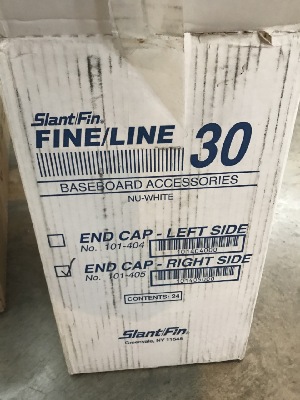 Slant/Fin®
FINE/LINE 30
BASEBOARD ACCESSORIES
NU-WHITE
END CAP - LEFT SIDE
No. 101-404
END CAP - RIGHT SIDE
No. 101-405
CONTENTS: 24
Slant/Fin®
Greenvale, NY 11548